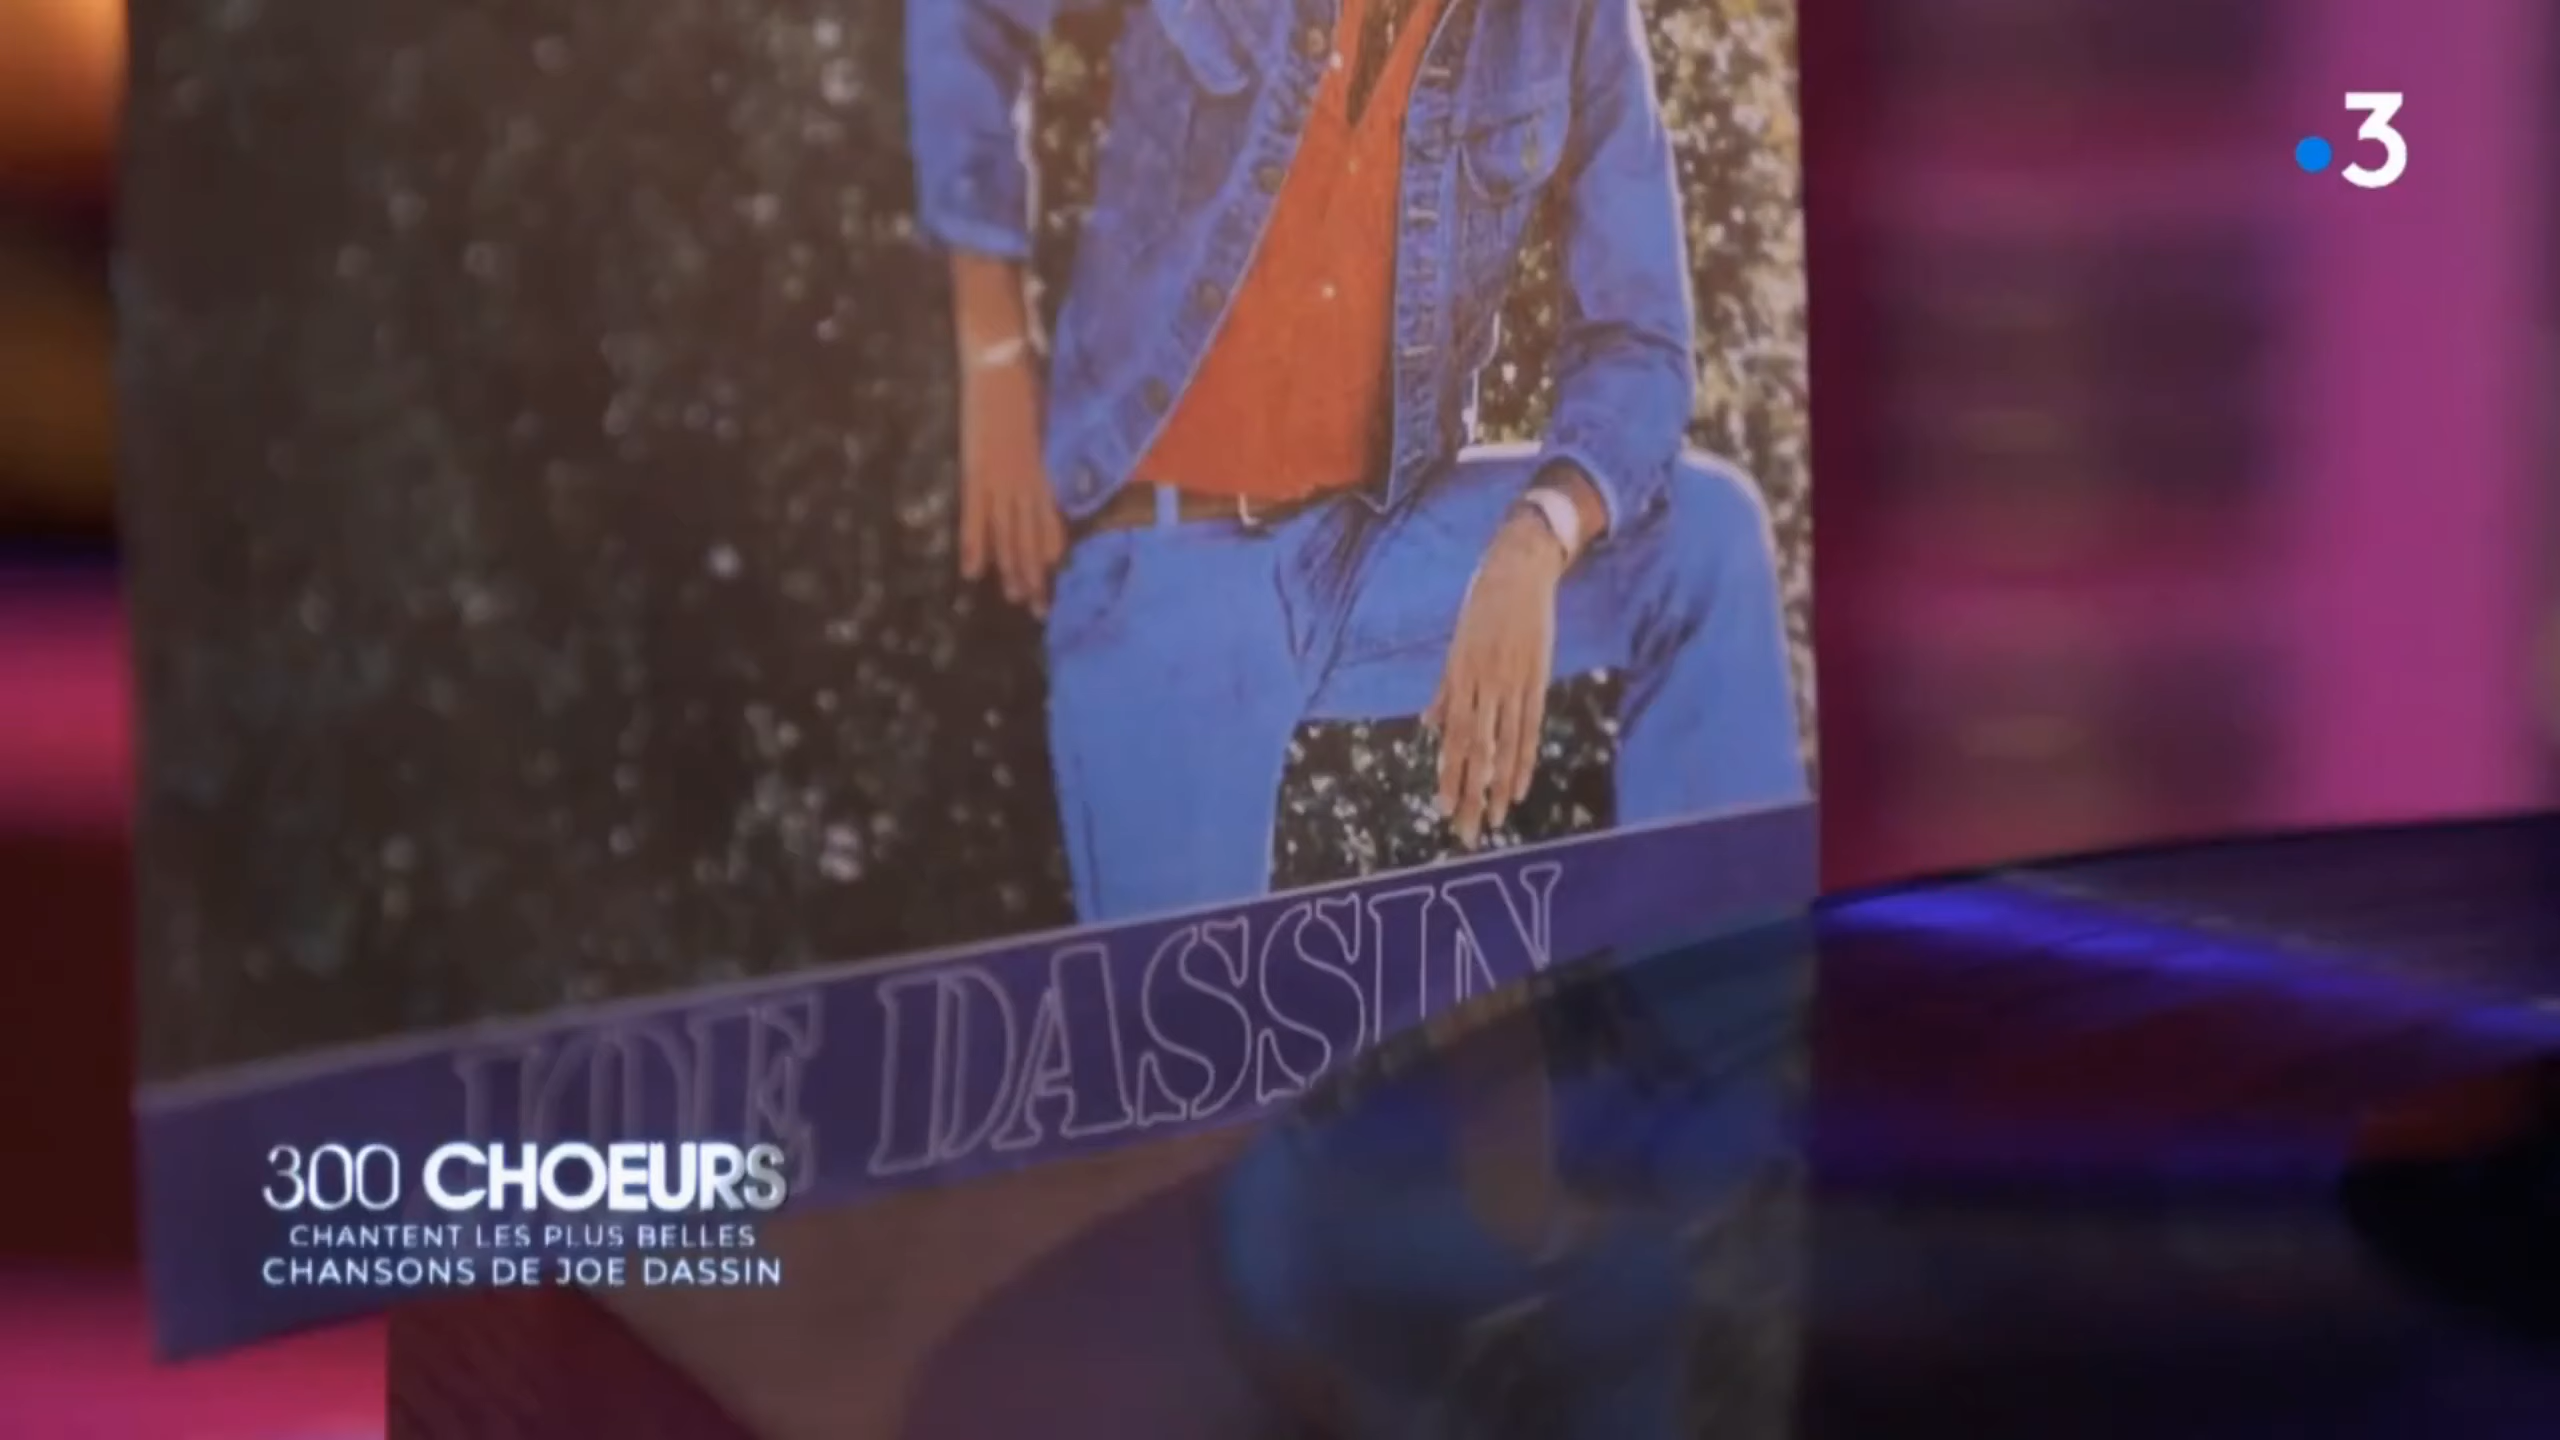 3
JOE DASSIN
300 CHOEURS
CHANTENT LES PLUS BELLES
CHANSONS DE JOE DASSIN